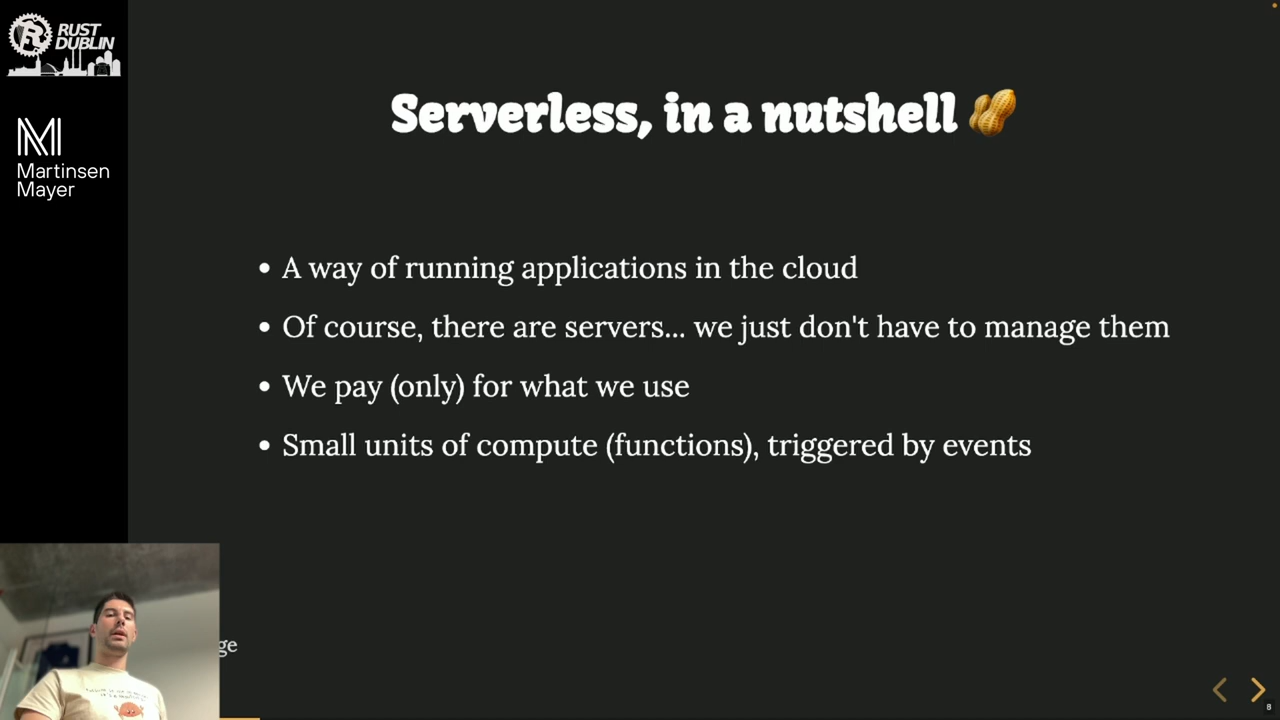 RUST
DUBLIN
Martinsen
Mayer
Serverless, in a nutshell
• A way of running applications in the cloud
• Of course, there are servers... we just don't have to manage them
• We pay (only) for what we use
• Small units of compute (functions), triggered by events
ge
8